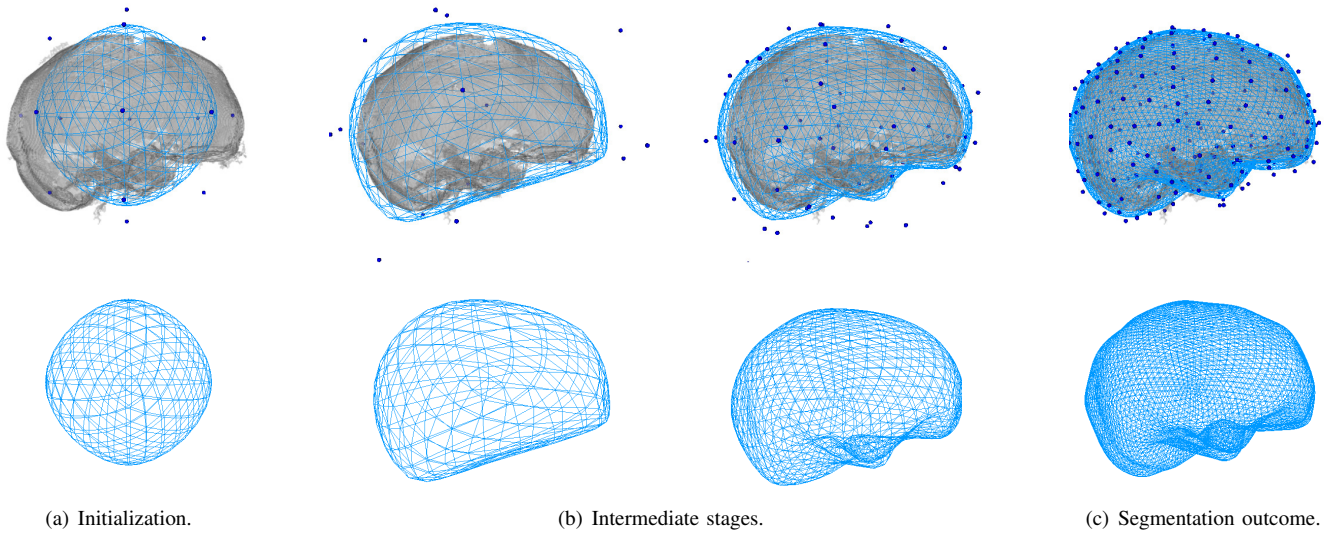 (a) Initialization.
(b) Intermediate stages.
(c) Segmentation outcome.